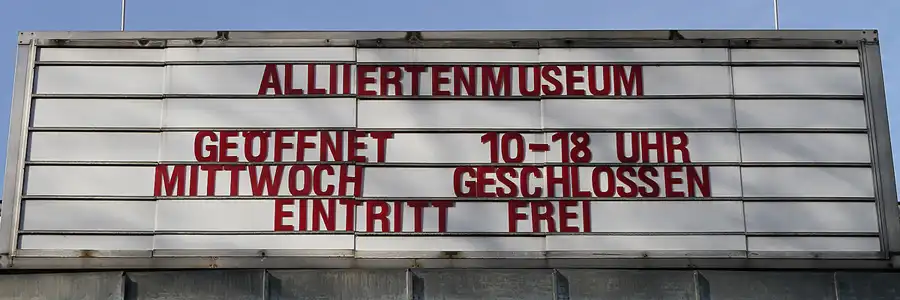 ALLIIERTENMUSEUM
GEÖFFNET 10-18 UHR
MITTWOCH GESCHLOSSEN
EINTRITT FREI